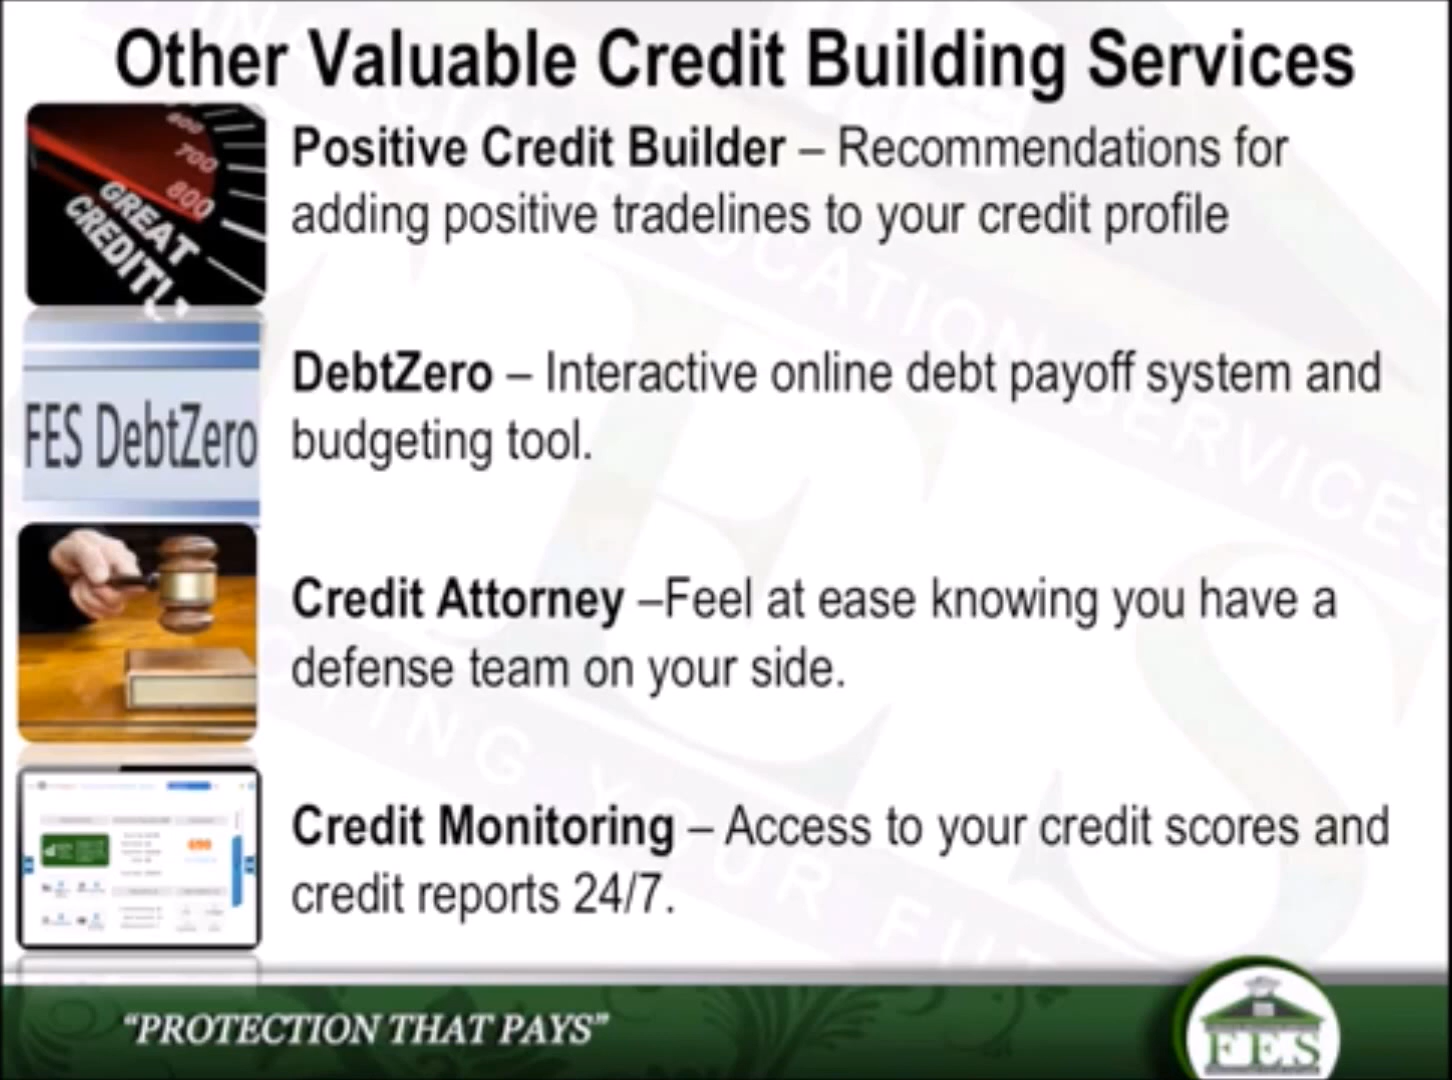 Other Valuable Credit Building Services
600
700
800
GREAT
CREDIT!
Positive Credit Builder – Recommendations for
adding positive tradelines to your credit profile
FES DebtZero
DebtZero – Interactive online debt payoff system and
budgeting tool.
Credit Attorney –Feel at ease knowing you have a
defense team on your side.
Credit Monitoring – Access to your credit scores and
credit reports 24/7.
“PROTECTION THAT PAYS”
FES